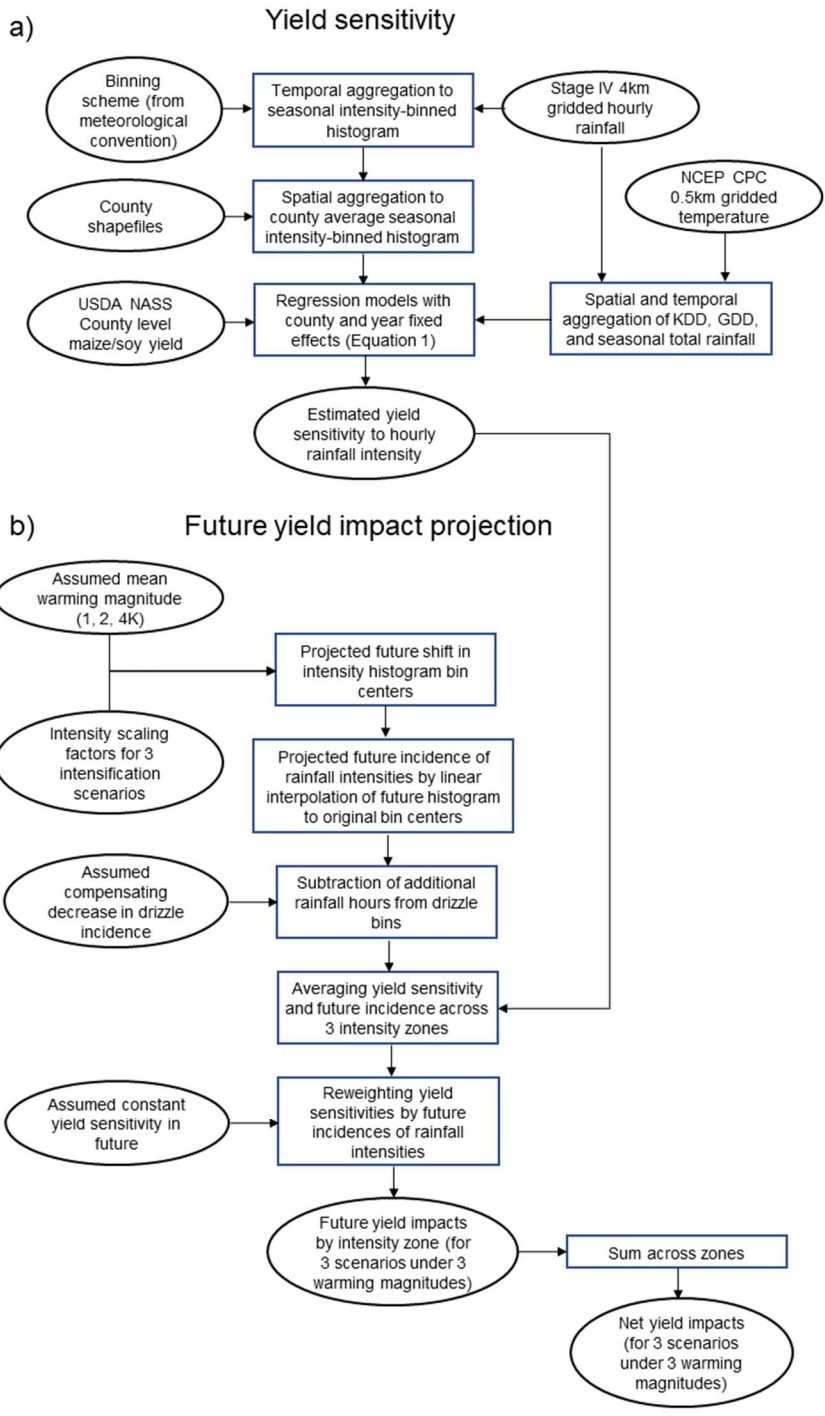 a)
Yield sensitivity
Binning
scheme (from
meteorological
convention)
Temporal aggregation to
seasonal intensity-binned
histogram
Stage IV 4km
gridded hourly
rainfall
NCEP CPC
0.5km gridded
temperature
County
shapefiles
Spatial aggregation to
county average seasonal
intensity-binned histogram
USDA NASS
County level
maize/soy yield
Regression models with
county and year fixed
effects (Equation 1)
Spatial and temporal
aggregation of KDD, GDD,
and seasonal total rainfall
Estimated yield
sensitivity to hourly
rainfall intensity
b)
Future yield impact projection
Assumed mean
warming magnitude
(1, 2, 4K)
Projected future shift in
intensity histogram bin
centers
Intensity scaling
factors for 3
intensification
scenarios
Projected future incidence of
rainfall intensities by linear
interpolation of future histogram
to original bin centers
Assumed
compensating
decrease in drizzle
incidence
Subtraction of additional
rainfall hours from drizzle
bins
Averaging yield sensitivity
and future incidence across
3 intensity zones
Assumed constant
yield sensitivity in
future
Reweighting yield
sensitivities by future
incidences of rainfall
intensities
Future yield impacts
by intensity zone (for
3 scenarios under 3
warming magnitudes)
Sum across zones
Net yield impacts
(for 3 scenarios
under 3 warming
magnitudes)